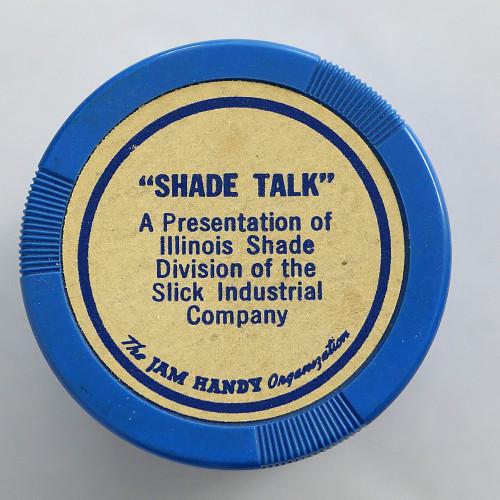 “SHADE TALK”
A Presentation of
Illinois Shade
Division of the
Slick Industrial
Company
The JAM HANDY Organization